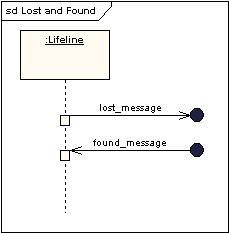 sd Lost and Found
:Lifeline
lost_message
found_message